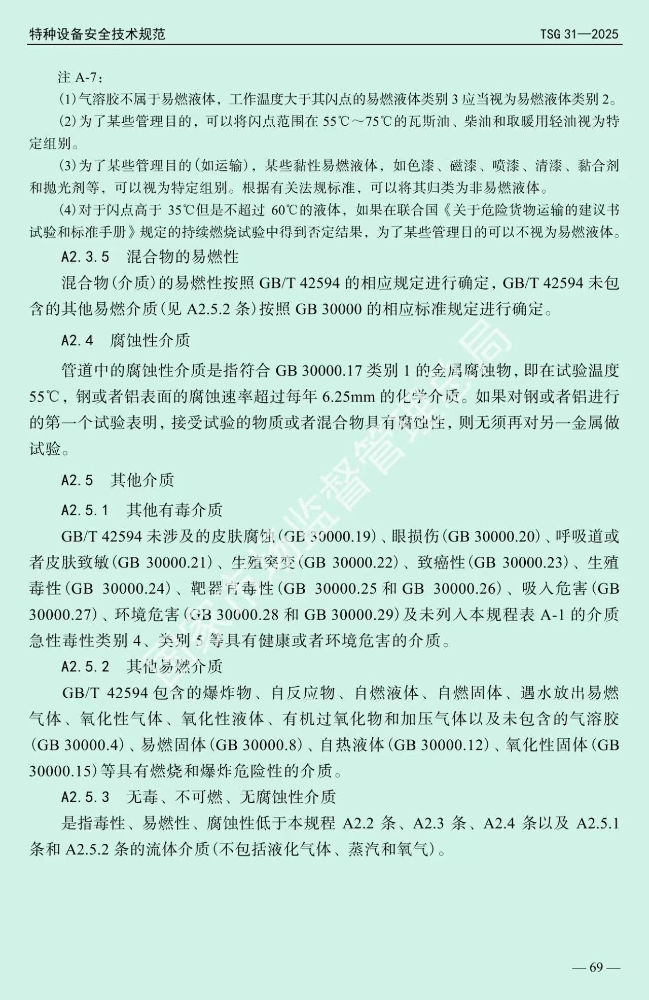 特种设备安全技术规范 TSG 31—2025
注 A-7：
(1)气溶胶不属于易燃液体，工作温度大于其闪点的易燃液体类别 3 应当视为易燃液体类别 2。
(2)为了某些管理目的，可以将闪点范围在 55℃～75℃的瓦斯油、柴油和取暖用轻油视为特
定组别。
(3)为了某些管理目的(如运输)，某些黏性易燃液体，如色漆、磁漆、喷漆、清漆、黏合剂
和抛光剂等，可以视为特定组别。根据有关法规标准，可以将其归类为非易燃液体。
(4)对于闪点高于 35℃但是不超过 60℃的液体，如果在联合国《关于危险货物运输的建议书
试验和标准手册》规定的持续燃烧试验中得到否定结果，为了某些管理目的可以不视为易燃液体。
A2.3.5 混合物的易燃性
混合物(介质)的易燃性按照 GB/T 42594 的相应规定进行确定，GB/T 42594 未包
含的其他易燃介质(见 A2.5.2 条)按照 GB 30000 的相应标准规定进行确定。
A2.4 腐蚀性介质
管道中的腐蚀性介质是指符合 GB 30000.17 类别 1 的金属腐蚀物，即在试验温度
55℃，钢或者铝表面的腐蚀速率超过每年 6.25mm 的化学介质。如果对钢或者铝进行
的第一个试验表明，接受试验的物质或者混合物具有腐蚀性，则无须再对另一金属做
试验。
A2.5 其他介质
A2.5.1 其他有毒介质
GB/T 42594 未涉及的皮肤腐蚀(GB 30000.19)、眼损伤(GB 30000.20)、呼吸道或
者皮肤致敏(GB 30000.21)、生殖突变(GB 30000.22)、致癌性(GB 30000.23)、生殖
毒性(GB 30000.24)、靶器官毒性(GB 30000.25 和 GB 30000.26)、吸入危害(GB
30000.27)、环境危害(GB 30000.28 和 GB 30000.29)及未列入本规程表 A-1 的介质
急性毒性类别 4、类别 5 等具有健康或者环境危害的介质。
A2.5.2 其他易燃介质
GB/T 42594 包含的爆炸物、自反应物、自燃液体、自燃固体、遇水放出易燃
气体、氧化性气体、氧化性液体、有机过氧化物和加压气体以及未包含的气溶胶
(GB 30000.4)、易燃固体(GB 30000.8)、自热液体(GB 30000.12)、氧化性固体(GB
30000.15)等具有燃烧和爆炸危险性的介质。
A2.5.3 无毒、不可燃、无腐蚀性介质
是指毒性、易燃性、腐蚀性低于本规程 A2.2 条、A2.3 条、A2.4 条以及 A2.5.1
条和 A2.5.2 条的流体介质(不包括液化气体、蒸汽和氧气)。
国家市场监督管理总局
— 69 —